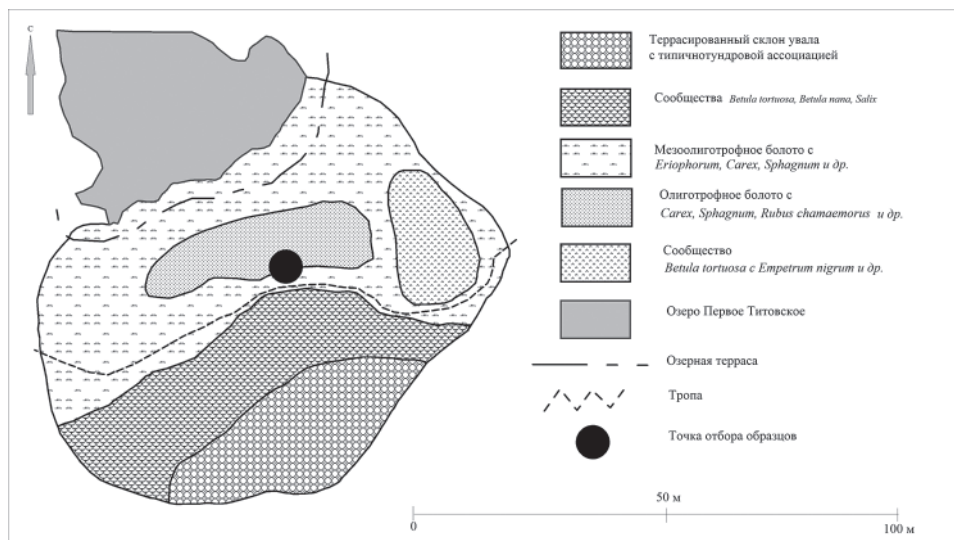 С
Террасированный склон увала
с типичнотундровой ассоциацией
Сообщества Betula tortuosa, Betula nana, Salix
Мезоолиготрофное болото с
Eriophorum, Carex, Sphagnum и др.
Олиготрофное болото с
Carex, Sphagnum, Rubus chamaemorus и др.
Сообщество
Betula tortuosa с Empetrum nigrum и др.
Озеро Первое Титовское
Озерная терраса
Тропа
Точка отбора образцов
50 м
0
100 м